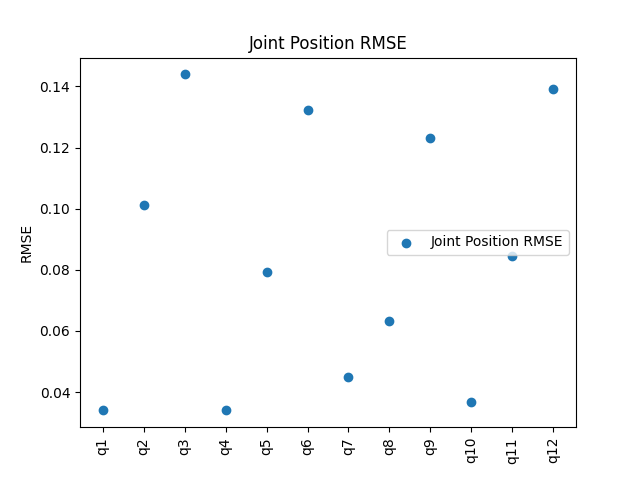 Joint Position RMSE
0.14
0.12
0.10
0.08
0.06
0.04
RMSE
Joint Position RMSE
q1
q2
q3
q4
q5
q6
q7
q8
q9
q10
q11
q12